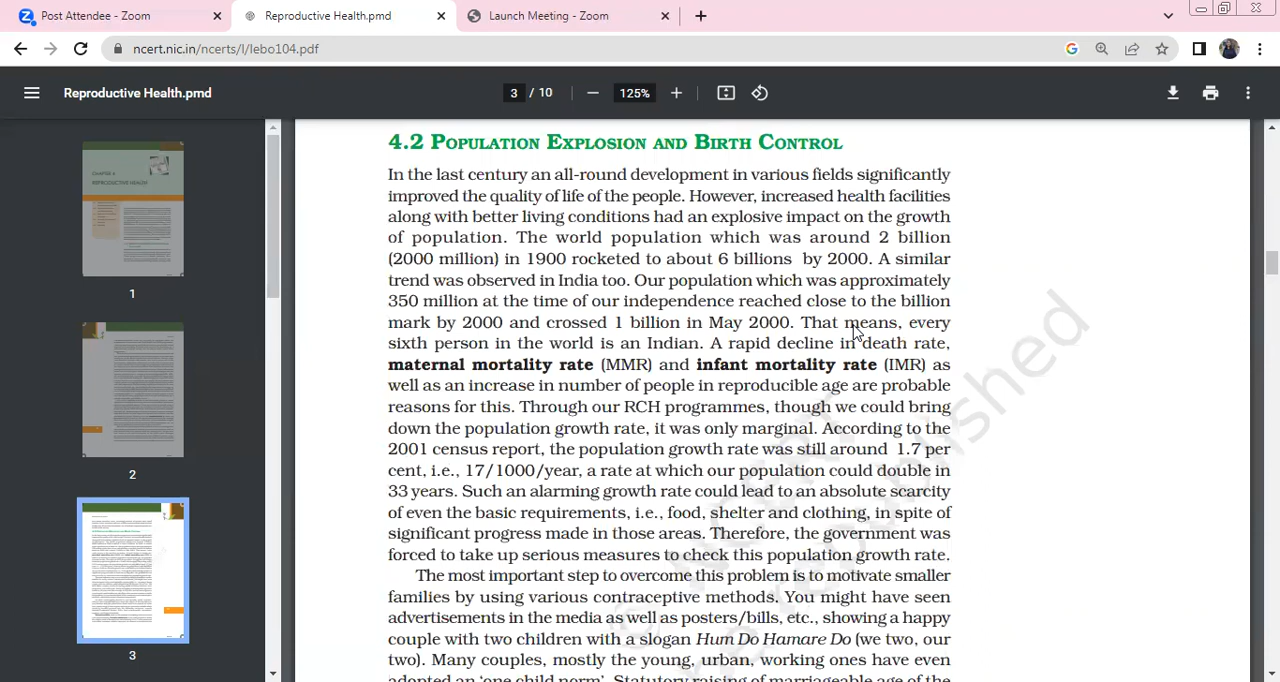 Post Attendee - Zoom
Reproductive Health.pmd
Launch Meeting - Zoom
ncert.nic.in/ncerts/l/lebo104.pdf
Reproductive Health.pmd
3 / 10
125%
1
2
3
4.2 POPULATION EXPLOSION AND BIRTH CONTROL
In the last century an all-round development in various fields significantly
improved the quality of life of the people. However, increased health facilities
along with better living conditions had an explosive impact on the growth
of population. The world population which was around 2 billion
(2000 million) in 1900 rocketed to about 6 billions by 2000. A similar
trend was observed in India too. Our population which was approximately
350 million at the time of our independence reached close to the billion
mark by 2000 and crossed 1 billion in May 2000. That means, every
sixth person in the world is an Indian. A rapid decline in death rate,
maternal mortality rate (MMR) and infant mortality rate (IMR) as
well as an increase in number of people in reproducible age are probable
reasons for this. Through our RCH programmes, though we could bring
down the population growth rate, it was only marginal. According to the
2001 census report, the population growth rate was still around 1.7 per
cent, i.e., 17/1000/year, a rate at which our population could double in
33 years. Such an alarming growth rate could lead to an absolute scarcity
of even the basic requirements, i.e., food, shelter and clothing, in spite of
significant progress made in those areas. Therefore, the government was
forced to take up serious measures to check this population growth rate.
The most important step to overcome this problem is to motivate smaller
families by using various contraceptive methods. You might have seen
advertisements in the media as well as posters/bills, etc., showing a happy
couple with two children with a slogan Hum Do Hamare Do (we two, our
two). Many couples, mostly the young, urban, working ones have even
adopted an 'one child norm'. Statutory raising of marriageable age of the